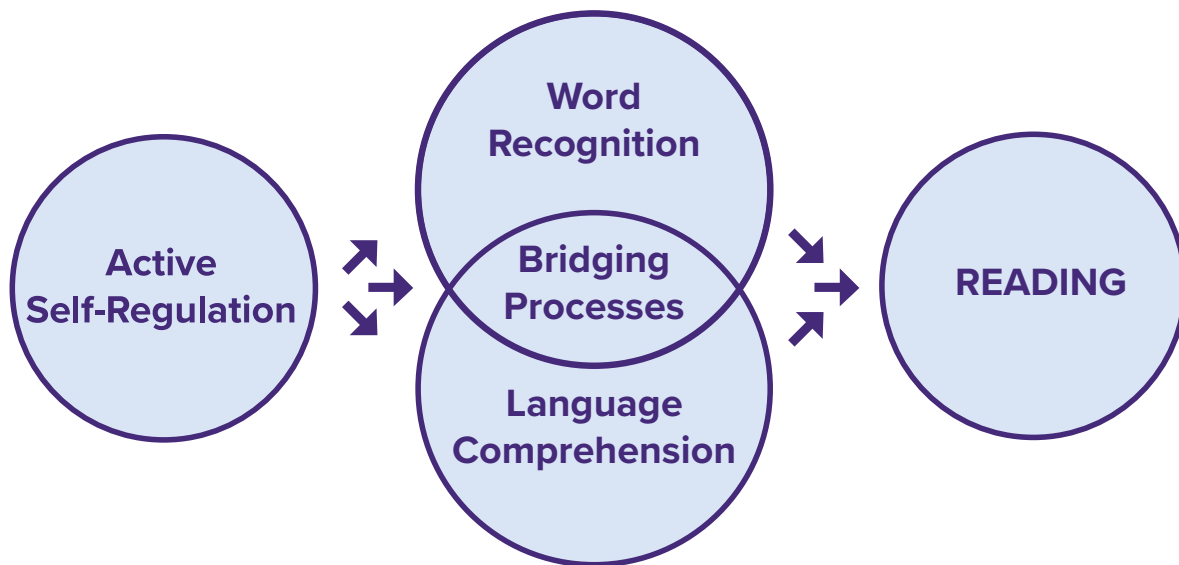 Active
Self-Regulation
Word
Recognition
Bridging
Processes
Language
Comprehension
READING